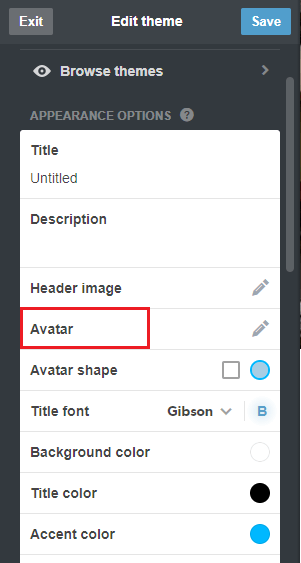 Exit Edit theme Save
Browse themes
APPEARANCE OPTIONS ?
Title
Untitled
Description
Header image
Avatar
Avatar shape
Title font Gibson B
Background color
Title color
Accent color